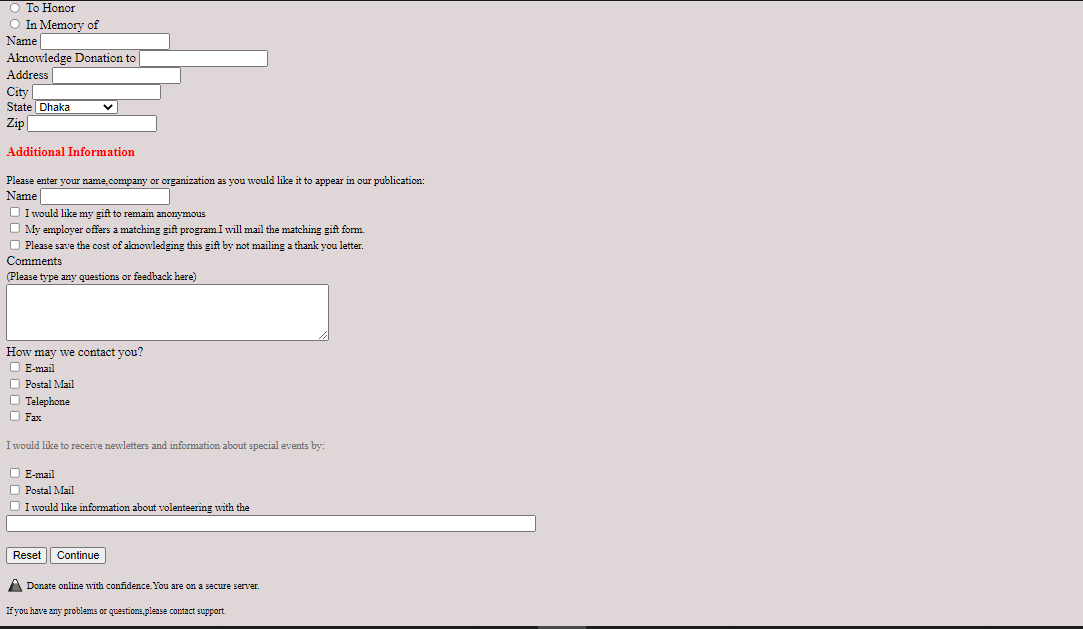 To Honor
In Memory of
Name
Aknowledge Donation to
Address
City
State Dhaka
Zip
Additional Information
Please enter your name,company or organization as you would like it to appear in our publication:
Name
I would like my gift to remain anonymous
My employer offers a matching gift program.I will mail the matching gift form.
Please save the cost of aknowledging this gift by not mailing a thank you letter.
Comments
(Please type any questions or feedback here)
How may we contact you?
E-mail
Postal Mail
Telephone
Fax
I would like to receive newletters and information about special events by:
E-mail
Postal Mail
I would like information about volenteering with the
Reset Continue
Donate online with confidence.You are on a secure server.
If you have any problems or questions,please contact support.